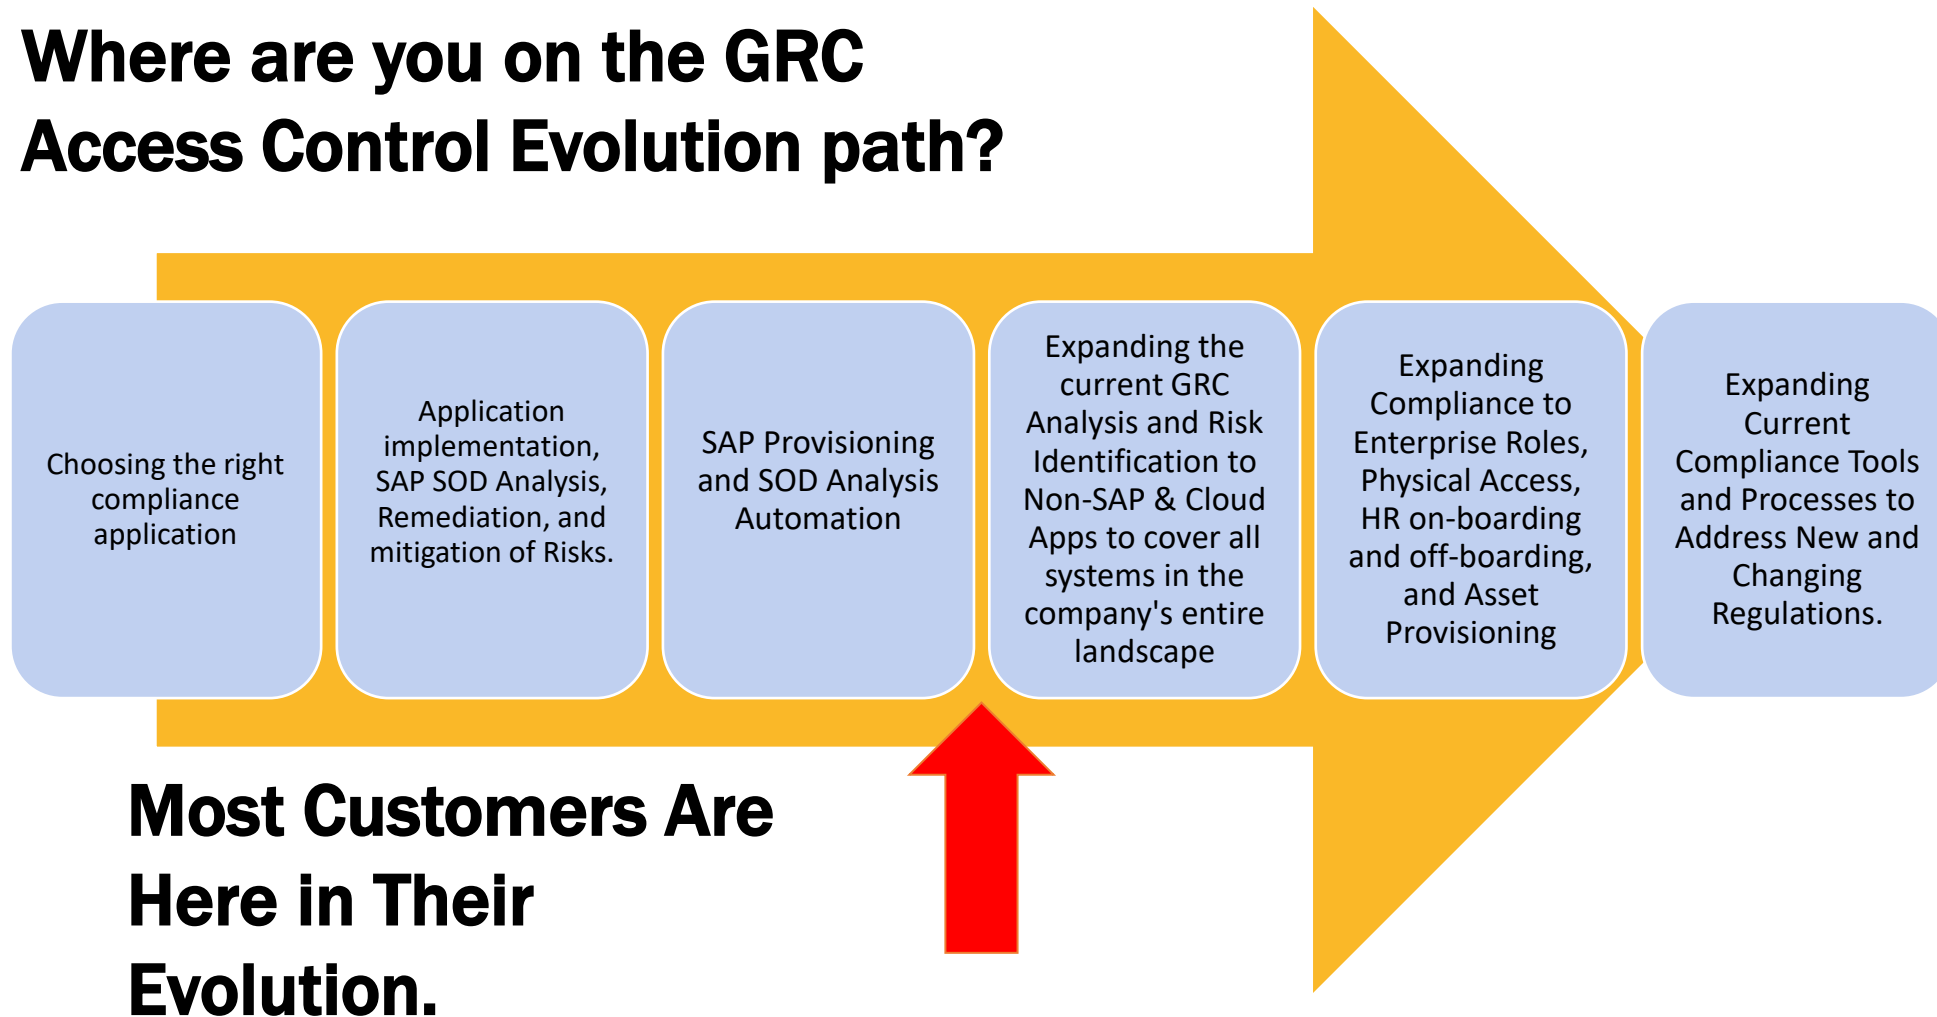 Where are you on the GRC
Access Control Evolution path?
Choosing the right
compliance
application
Application
implementation,
SAP SOD Analysis,
Remediation, and
mitigation of Risks.
SAP Provisioning
and SOD Analysis
Automation
Expanding the
current GRC
Analysis and Risk
Identification to
Non-SAP & Cloud
Apps to cover all
systems in the
company's entire
landscape
Expanding
Compliance to
Enterprise Roles,
Physical Access,
HR on-boarding
and off-boarding,
and Asset
Provisioning
Expanding
Current
Compliance Tools
and Processes to
Address New and
Changing
Regulations.
Most Customers Are
Here in Their
Evolution.